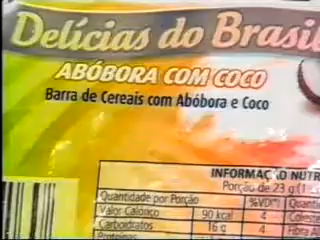 Delícias do Brasil
ABÓBORA COM COCO
Barra de Cereais com Abóbora e Coco
Porção de 23 g
Quantidade por Porção %VD(*)
Valor Calórico 90 kcal 4
Carboidratos 16 g 4 Fibra